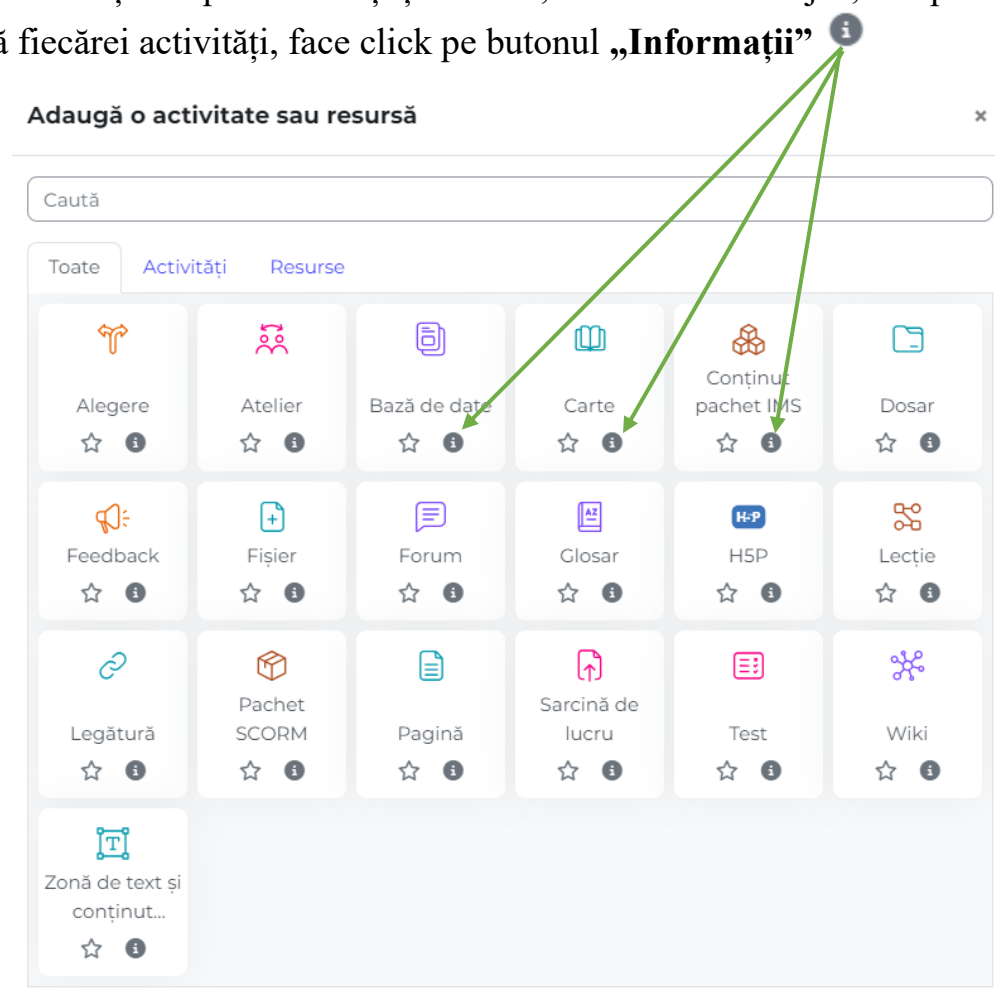 fiecărei activități, face click pe butonul „Informații”
Adaugă o activitate sau resursă
×
Caută
Toate Activități Resurse
Alegere Atelier Bază de date Carte Conținut pachet IMS Dosar
Feedback Fișier Forum Glosar H5P Lecție
Legătură Pachet SCORM Pagină Sarcină de lucru Test Wiki
Zonă de text și
conținut...